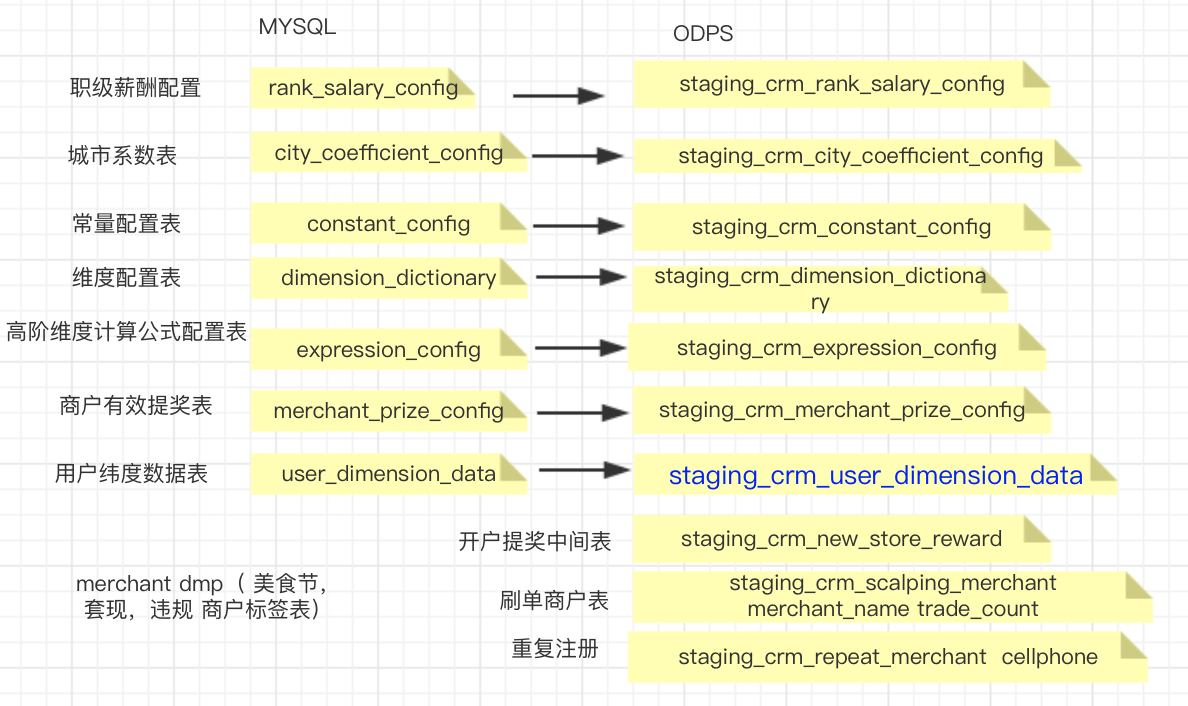 MYSQL
ODPS
职级薪酬配置
rank_salary_config
staging_crm_rank_salary_config
城市系数表
city_coefficient_config
staging_crm_city_coefficient_config
常量配置表
constant_config
staging_crm_constant_config
维度配置表
dimension_dictionary
staging_crm_dimension_dictiona
ry
高阶维度计算公式配置表
expression_config
staging_crm_expression_config
商户有效提奖表
merchant_prize_config
staging_crm_merchant_prize_config
用户纬度数据表
user_dimension_data
staging_crm_user_dimension_data
开户提奖中间表
staging_crm_new_store_reward
merchant dmp（ 美食节，
套现，违规 商户标签表）
刷单商户表
staging_crm_scalping_merchant
merchant_name trade_count
重复注册
staging_crm_repeat_merchant cellphone